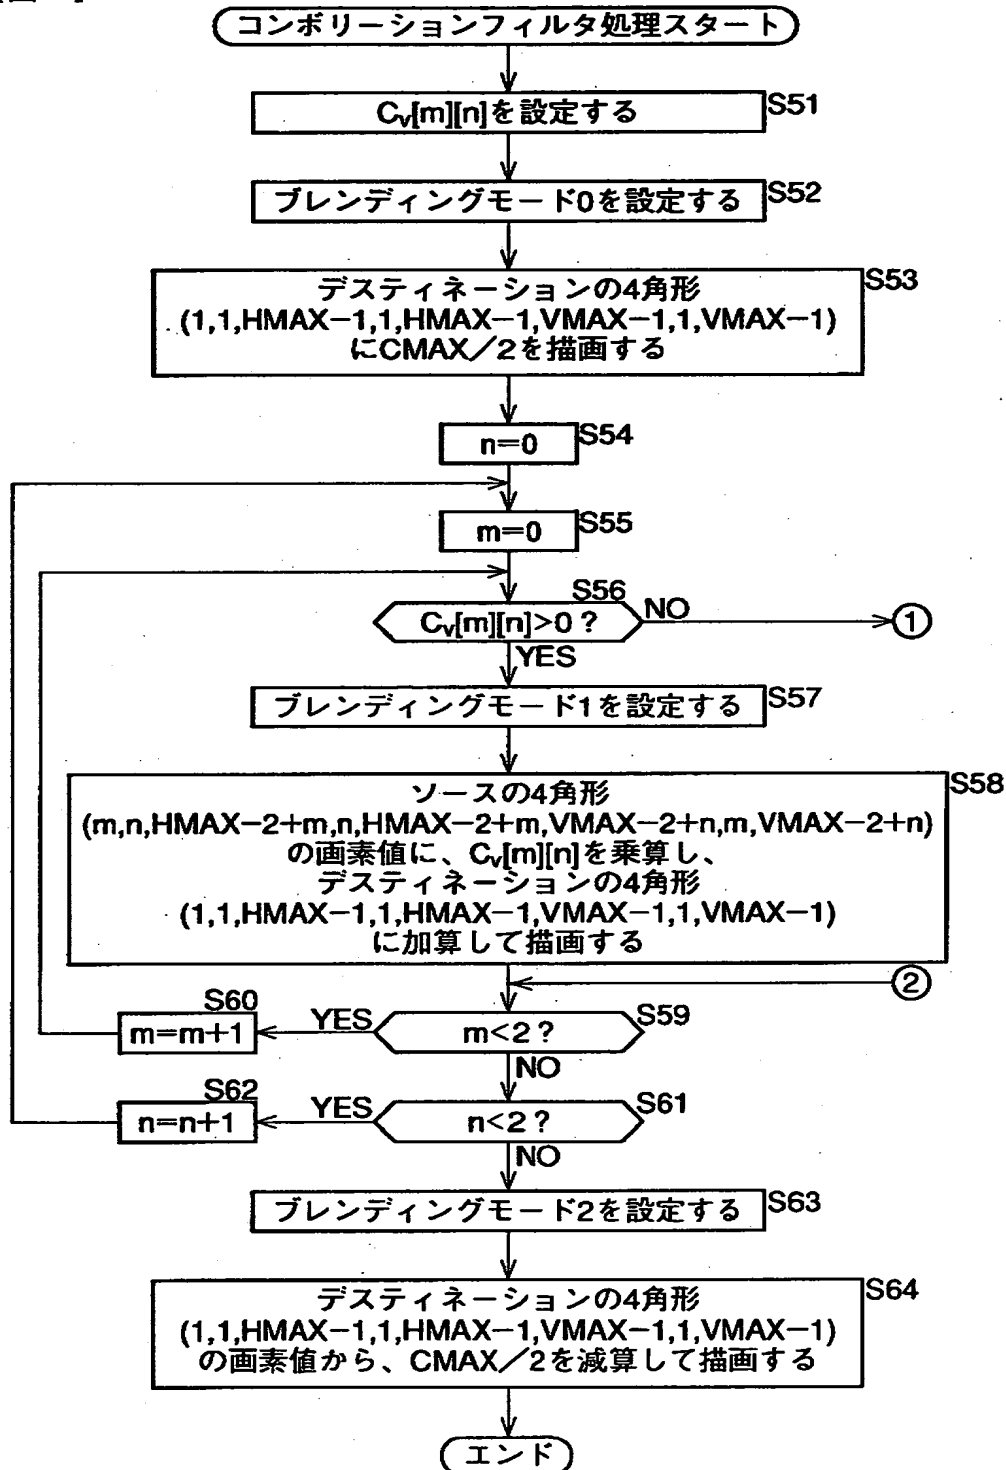 コンボリーションフィルタ処理スタート
Cv[m][n]を設定する
S51
ブレンディングモード0を設定する
S52
デスティネーションの4角形
(1,1,HMAX−1,1,HMAX−1,VMAX−1,1,VMAX−1)
にCMAX／2を描画する
S53
n=0
S54
m=0
S55
S56
Cv[m][n]>0？
NO
①
YES
ブレンディングモード1を設定する
S57
ソースの4角形
(m,n,HMAX−2+m,n,HMAX−2+m,VMAX−2+n,m,VMAX−2+n)
の画素値に、Cv[m][n]を乗算し、
デスティネーションの4角形
(1,1,HMAX−1,1,HMAX−1,VMAX−1,1,VMAX−1)
に加算して描画する
S58
②
S60
m=m+1
YES
m<2？
S59
NO
S62
n=n+1
YES
n<2？
S61
NO
ブレンディングモード2を設定する
S63
デスティネーションの4角形
(1,1,HMAX−1,1,HMAX−1,VMAX−1,1,VMAX−1)
の画素値から、CMAX／2を減算して描画する
S64
エンド